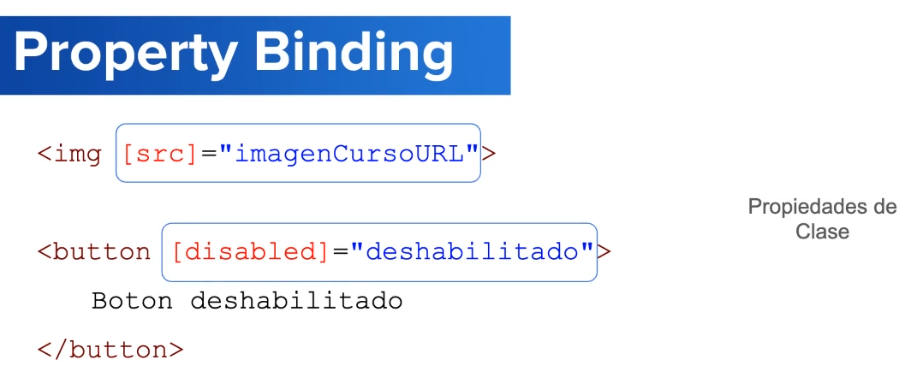 Property Binding
<img [src]="imagenCursoURL">
<button [disabled]="deshabilitado">
Boton deshabilitado
</button>
Propiedades de
Clase